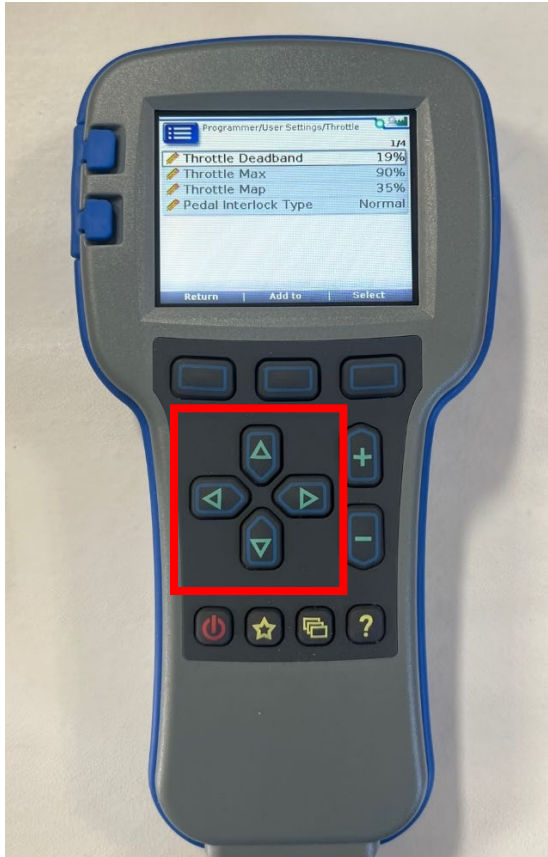 Programmer/User Settings/Throttle
1/4
Throttle Deadband 19%
Throttle Max 90%
Throttle Map 35%
Pedal Interlock Type Normal
Return | Add to | Select
+
-
?